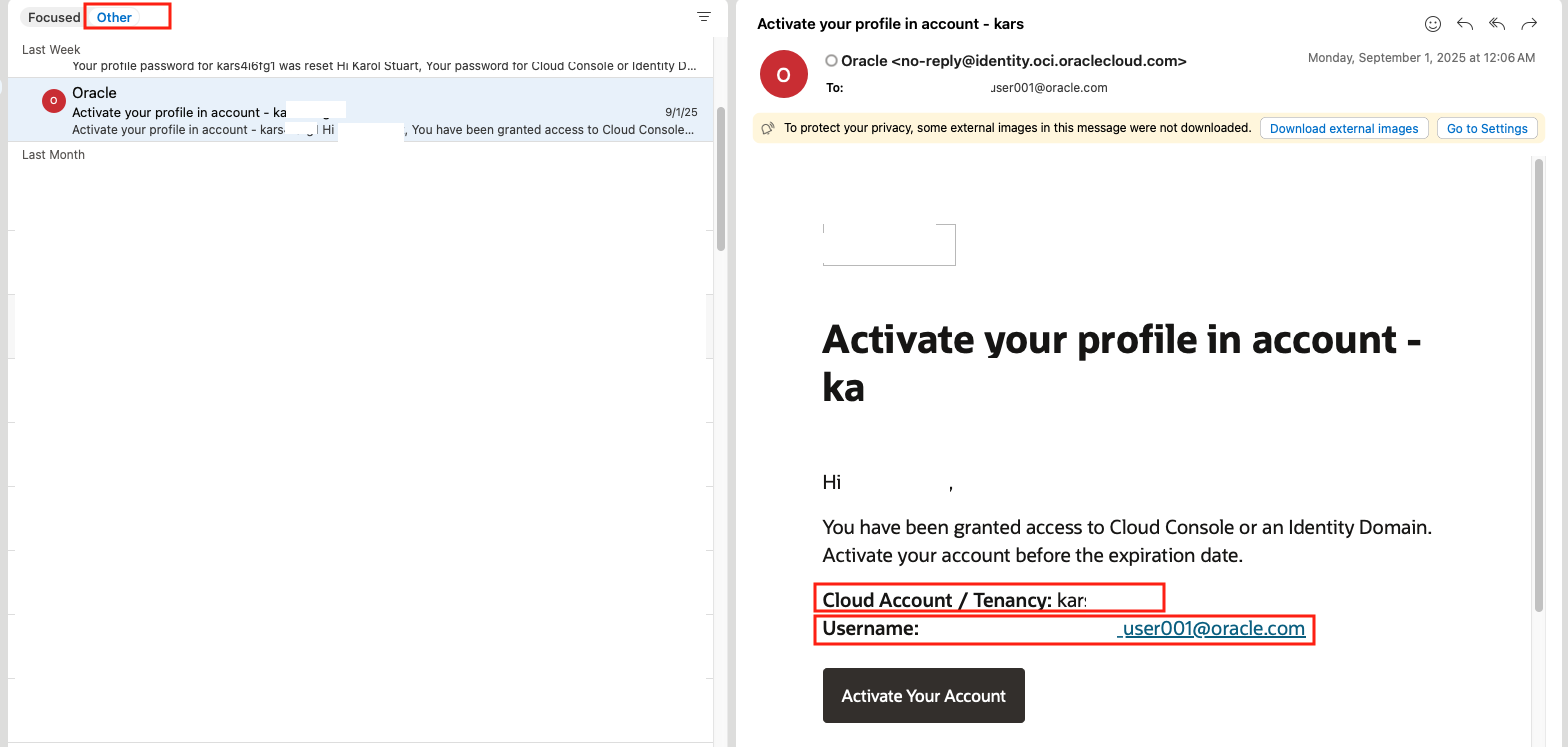 Focused Other
Last Week
Your profile password for kars4i6fg1 was reset Hi Karol Stuart, Your password for Cloud Console or Identity D...
O
Oracle
Activate your profile in account - ka
9/1/25
Activate your profile in account - kars Hi , You have been granted access to Cloud Console...
Last Month
Activate your profile in account - kars
O
Oracle <no-reply@identity.oci.oraclecloud.com>
Monday, September 1, 2025 at 12:06 AM
To: user001@oracle.com
To protect your privacy, some external images in this message were not downloaded. Download external images Go to Settings
Activate your profile in account -
ka
Hi ,
You have been granted access to Cloud Console or an Identity Domain.
Activate your account before the expiration date.
Cloud Account / Tenancy: kars
Username: _user001@oracle.com
Activate Your Account